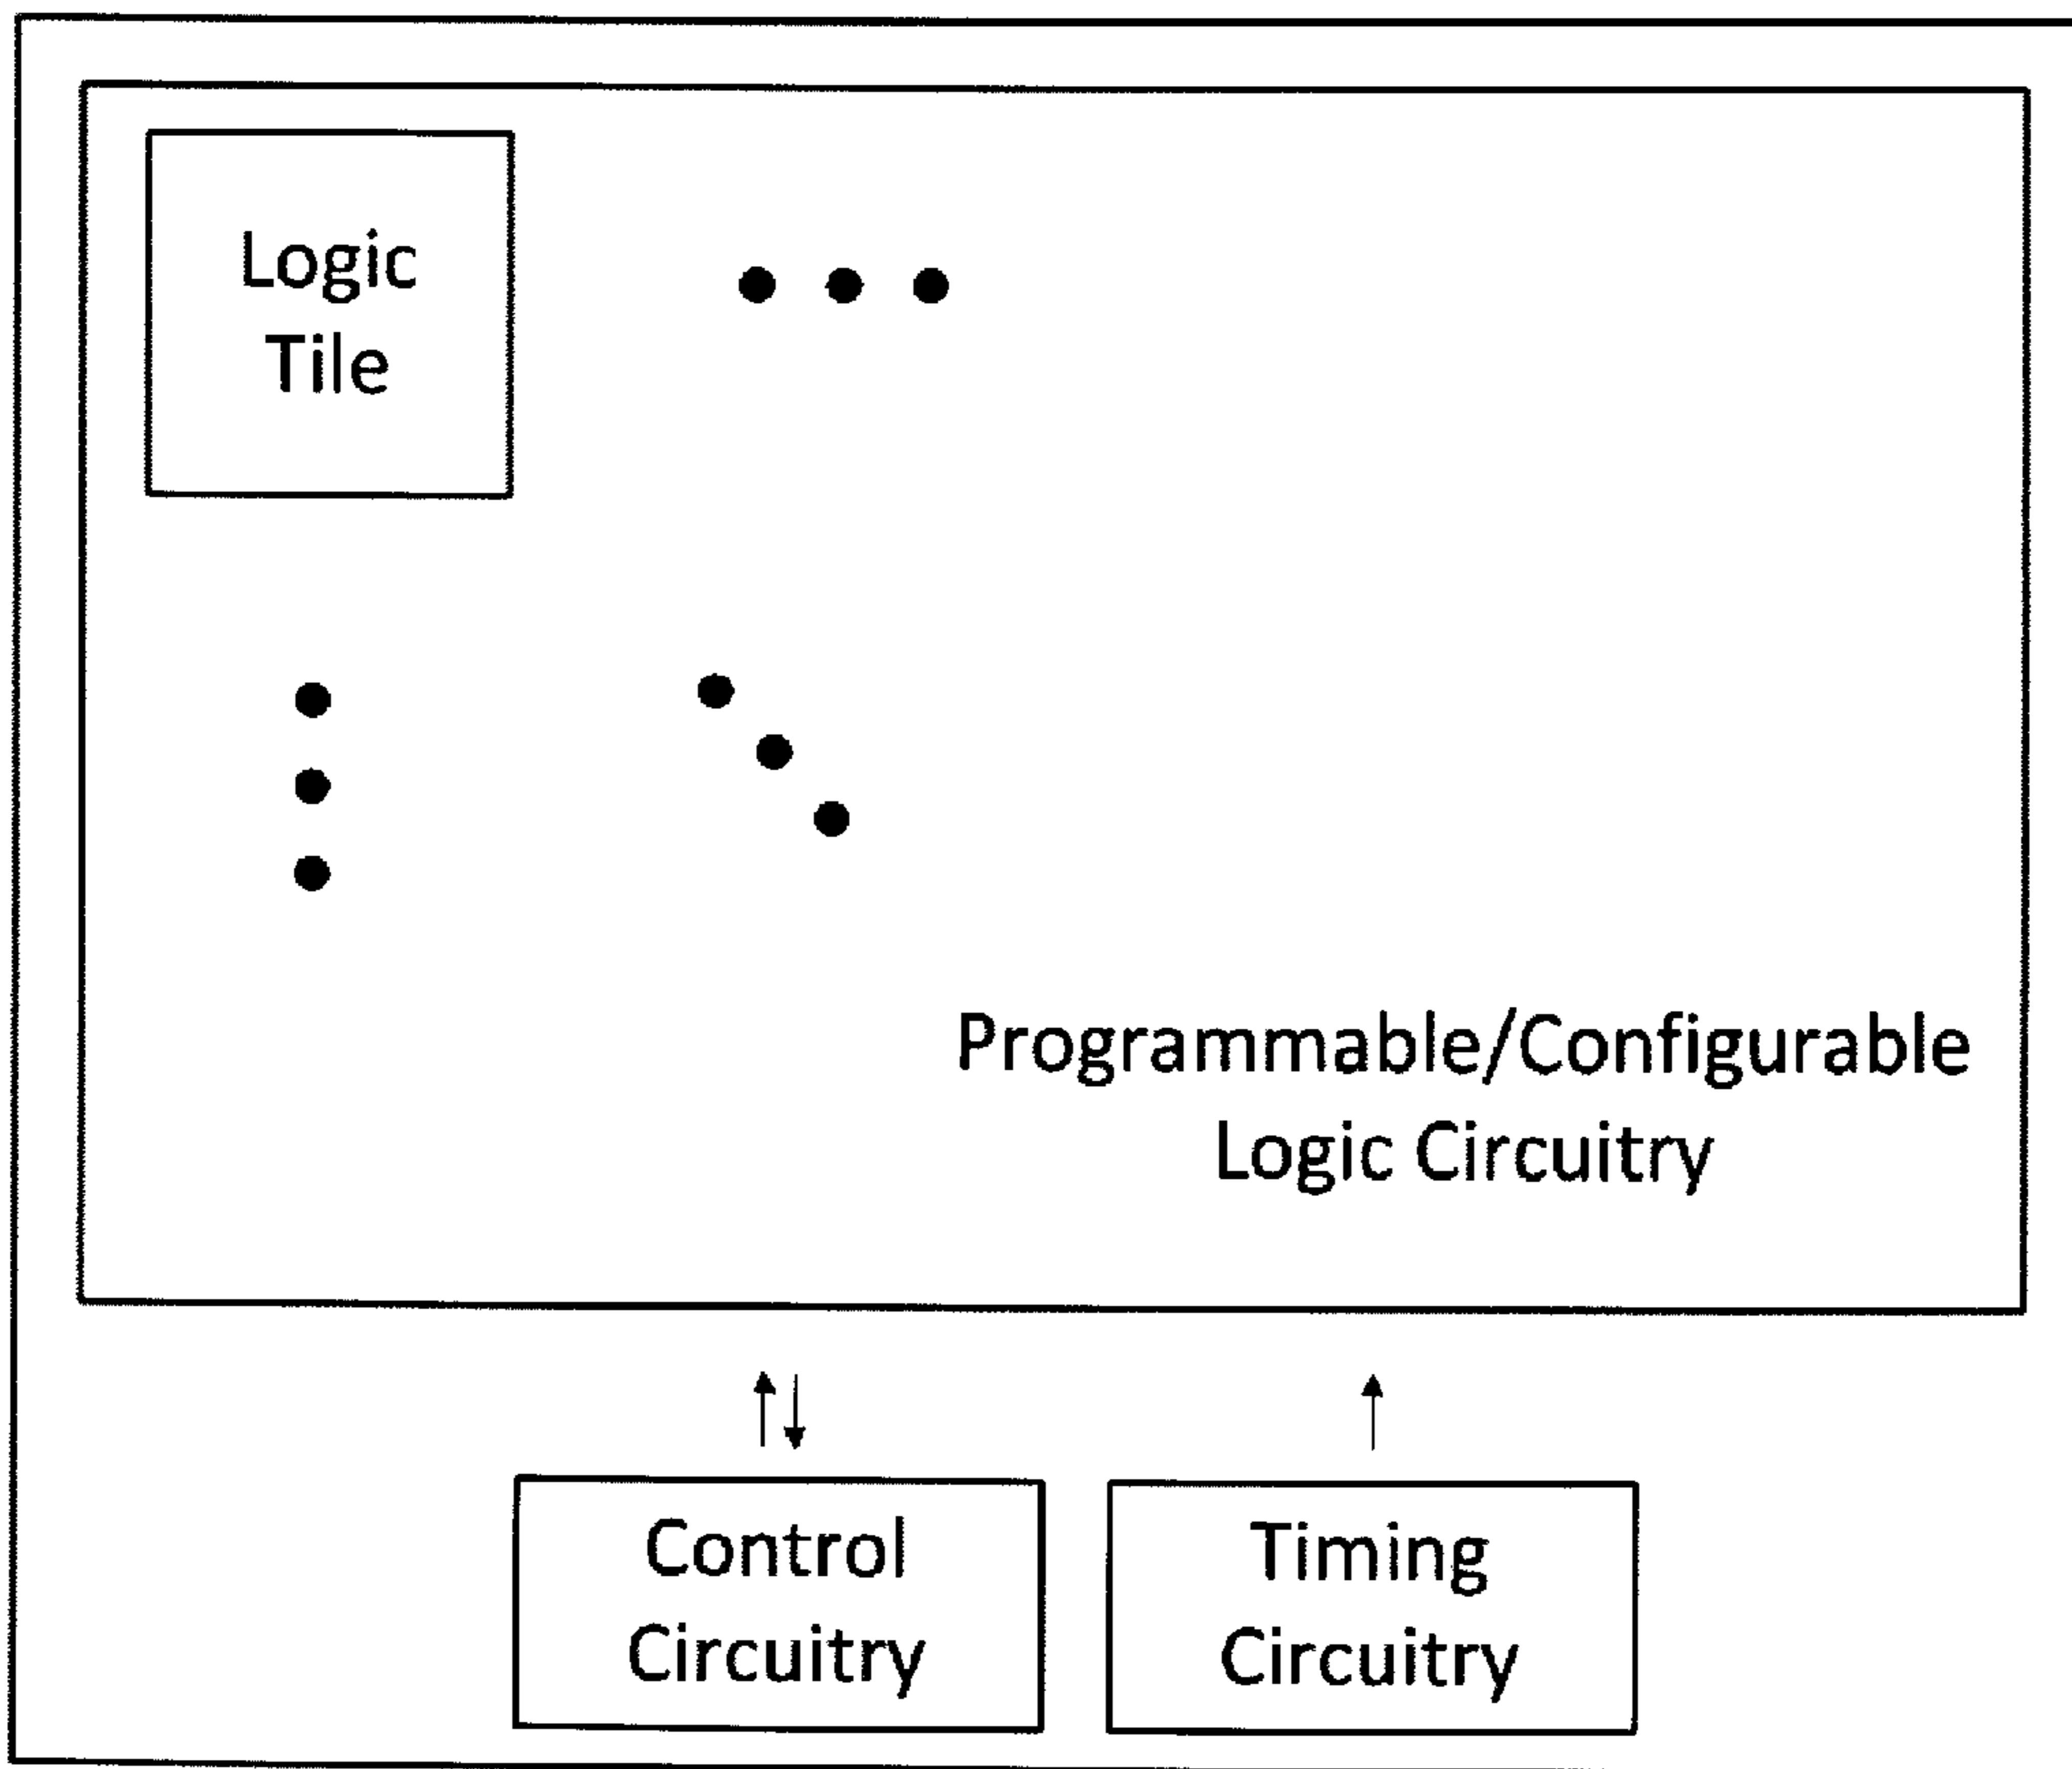 Logic
Tile
Programmable/Configurable
Logic Circuitry
Control
Circuitry
Timing
Circuitry